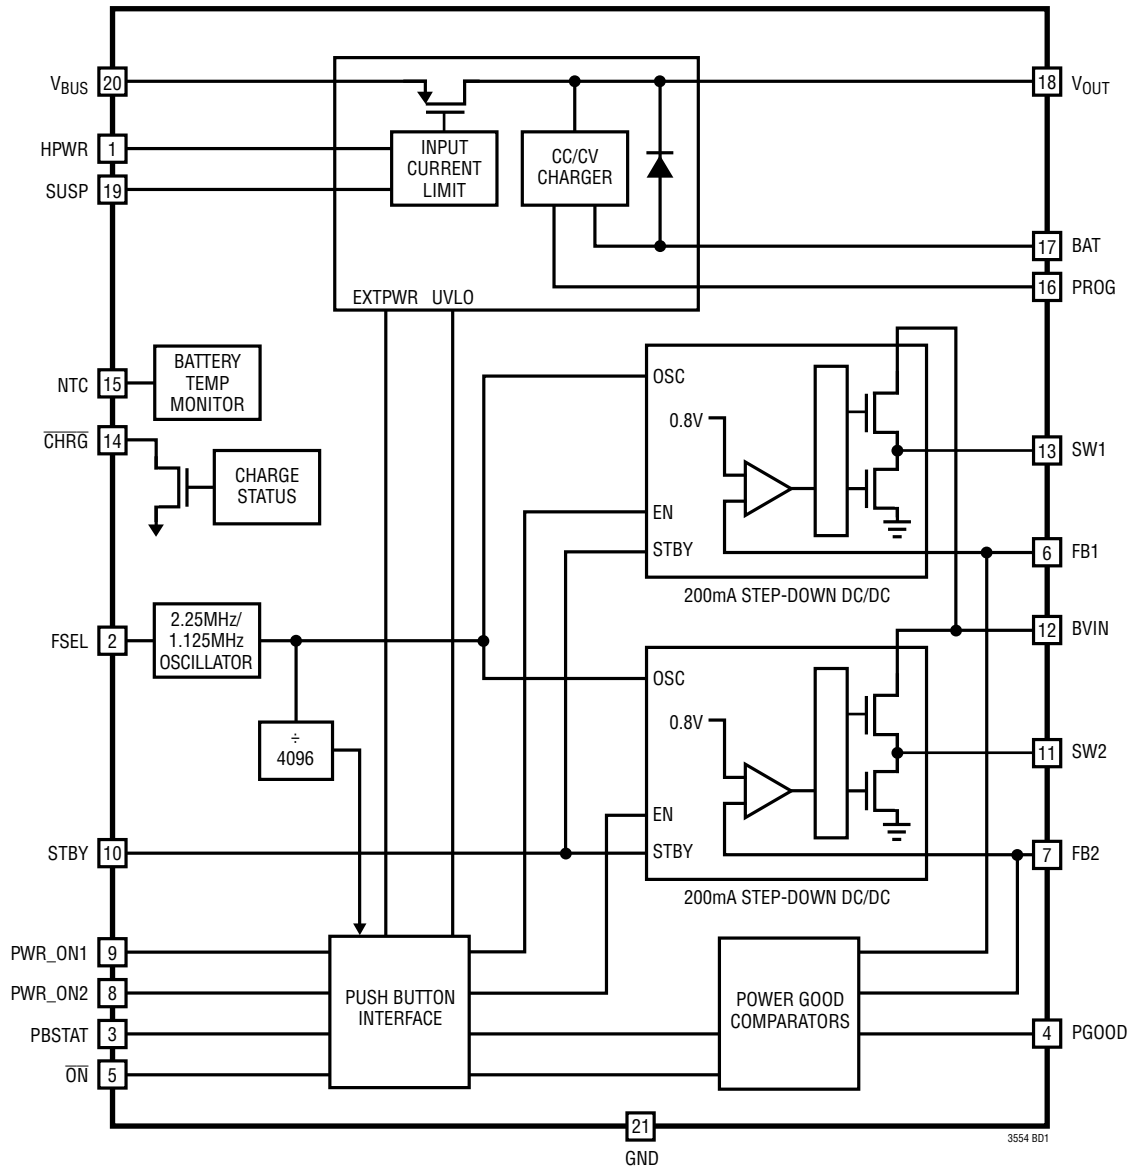 VBUS 20
18 VOUT
HPWR 1
INPUT
CURRENT
LIMIT
CC/CV
CHARGER
SUSP 19
17 BAT
16 PROG
EXTPWR UVLO
NTC 15
BATTERY
TEMP
MONITOR
CHRG 14
CHARGE
STATUS
OSC
0.8V
13 SW1
EN
STBY
6 FB1
200mA STEP-DOWN DC/DC
FSEL 2
2.25MHz/
1.125MHz
OSCILLATOR
12 BVIN
÷
4096
OSC
0.8V
11 SW2
EN
STBY
STBY 10
7 FB2
200mA STEP-DOWN DC/DC
PWR_ON1 9
PWR_ON2 8
PBSTAT 3
ON 5
PUSH BUTTON
INTERFACE
POWER GOOD
COMPARATORS
4 PGOOD
21
GND
3554 BD1